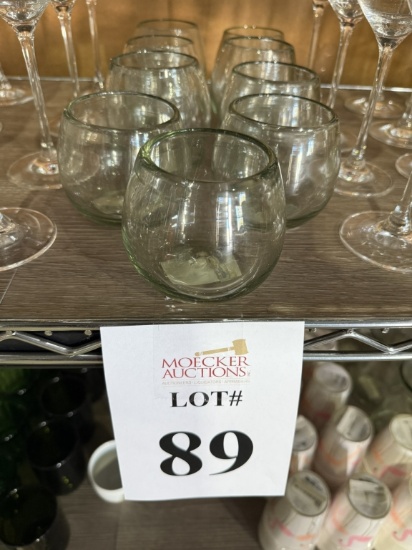 MOECKER
AUCTIONS
LOT#
89